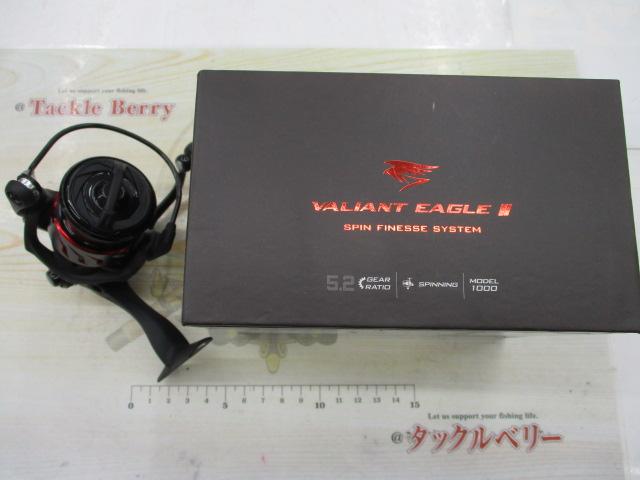 Let us support your fishing life.
@ Tackle Berry
VALIANT EAGLE III
SPIN FINESSE SYSTEM
5.2 GEAR RATIO
SPINNING
MODEL 1000
0 1 2 3 4 5 6 7 8 9 10 11 12 13 14 15
Let us support your fishing life.
@ タックルベリー